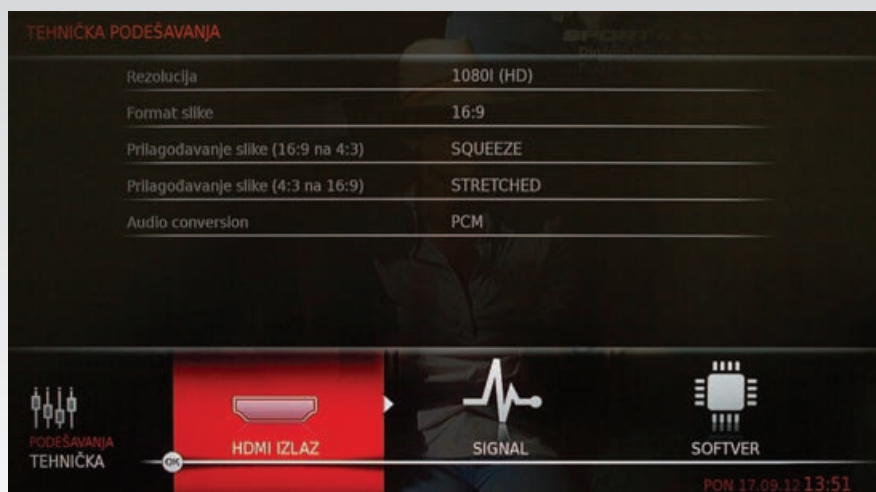 TEHNIČKA PODEŠAVANJA
Rezolucija 1080I (HD)
Format slike 16:9
Prilagođavanje slike (16:9 na 4:3) SQUEEZE
Prilagođavanje slike (4:3 na 16:9) STRETCHED
Audio conversion PCM
PODEŠAVANJA
TEHNIČKA
OK
HDMI IZLAZ
SIGNAL
SOFTVER
PON 17.09.12 13:51